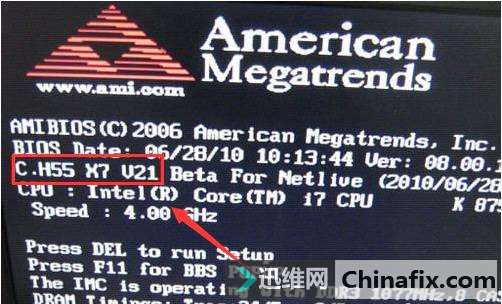 American
Megatrends
www.ami.com
AMIBIOS(C) 2006 American Megatrends, Inc.
BIOS Date: 06/28/10 10:13:44 Ver: 08.00.1
C.H55 X7 V21 Beta For Netlive (2010/06/28
CPU : Intel(R) Core(TM) i7 CPU K 875
Speed : 4.00 GHz
Press DEL to run Setup
Press F11 for BBS
The IMC is operating
DRAM Timings:
迅维网 Chinafix.com